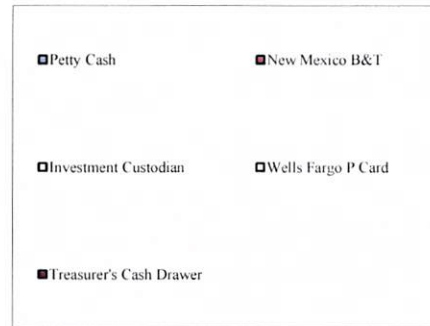 Petty Cash
New Mexico B&T
Investment Custodian
Wells Fargo P Card
Treasurer's Cash Drawer